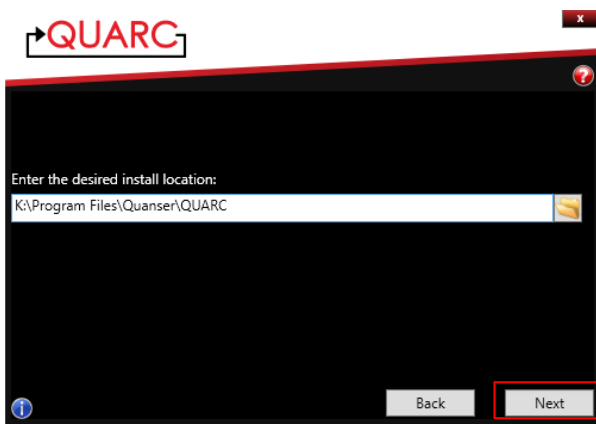 QUARC
x
?
Enter the desired install location:
K:\Program Files\Quanser\QUARC
i
Back
Next